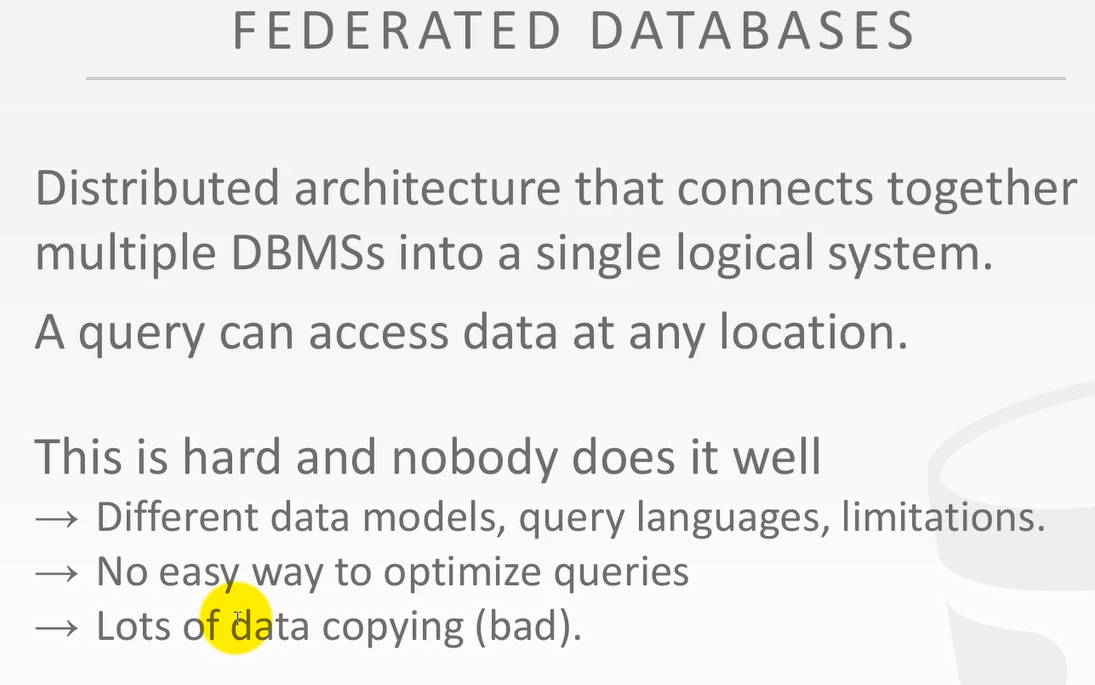 FEDERATED DATABASES
Distributed architecture that connects together
multiple DBMSs into a single logical system.
A query can access data at any location.
This is hard and nobody does it well
→ Different data models, query languages, limitations.
→ No easy way to optimize queries
→ Lots of data copying (bad).